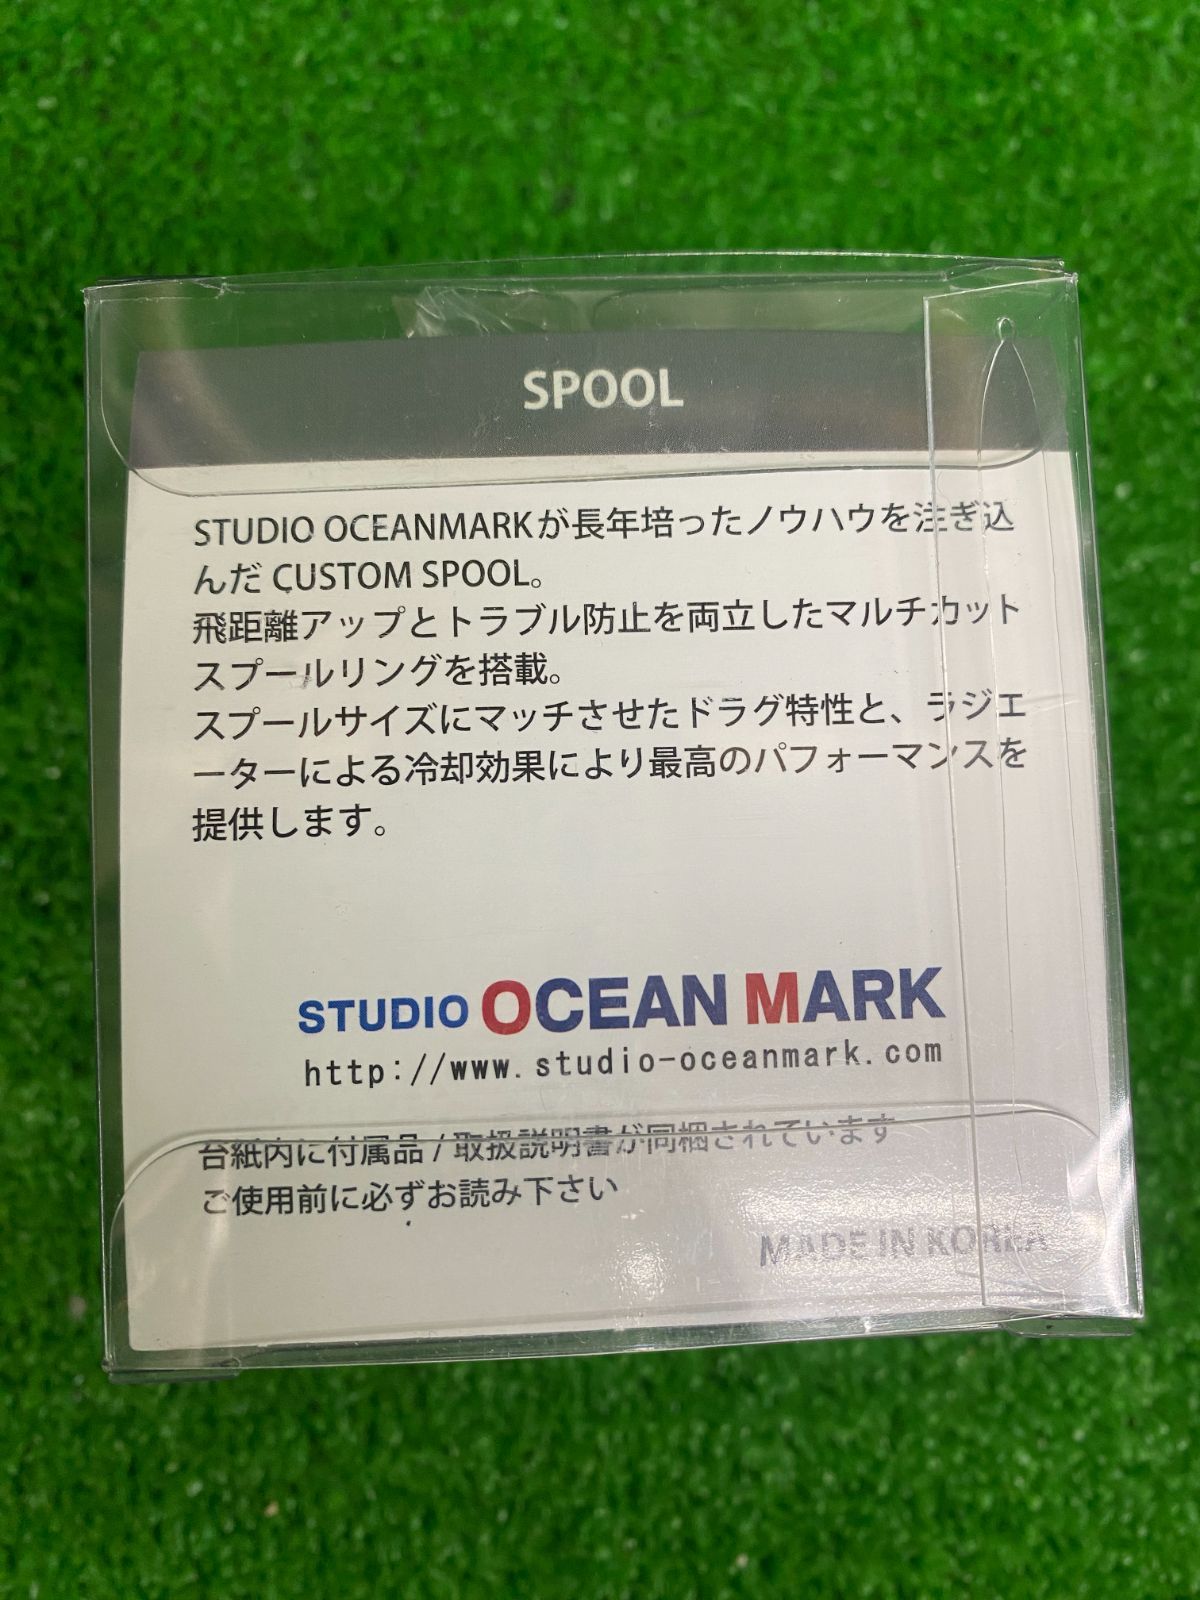 SPOOL
STUDIO OCEANMARKが長年培ったノウハウを注ぎ込
んだ CUSTOM SPOOL。
飛距離アップとトラブル防止を両立したマルチカット
スプールリングを搭載。
スプールサイズにマッチさせたドラグ特性と、ラジエ
ーターによる冷却効果により最高のパフォーマンスを
提供します。
STUDIO OCEAN MARK
http://www.studio-oceanmark.com
台紙内に付属品 / 取扱説明書が同梱されています
ご使用前に必ずお読み下さい
MADE IN KOREA